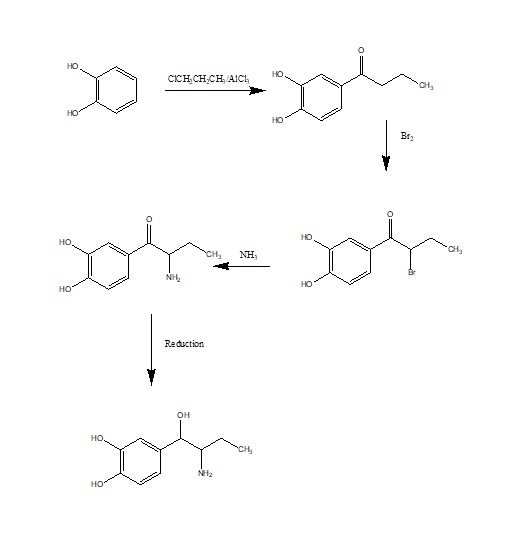 HO
HO
ClCH₂CH₂CH₃/AlCl₃
O
HO
HO
CH₃
Br₂
O
HO
HO
CH₃
Br
NH₃
O
HO
HO
CH₃
NH₂
Reduction
OH
HO
HO
CH₃
NH₂